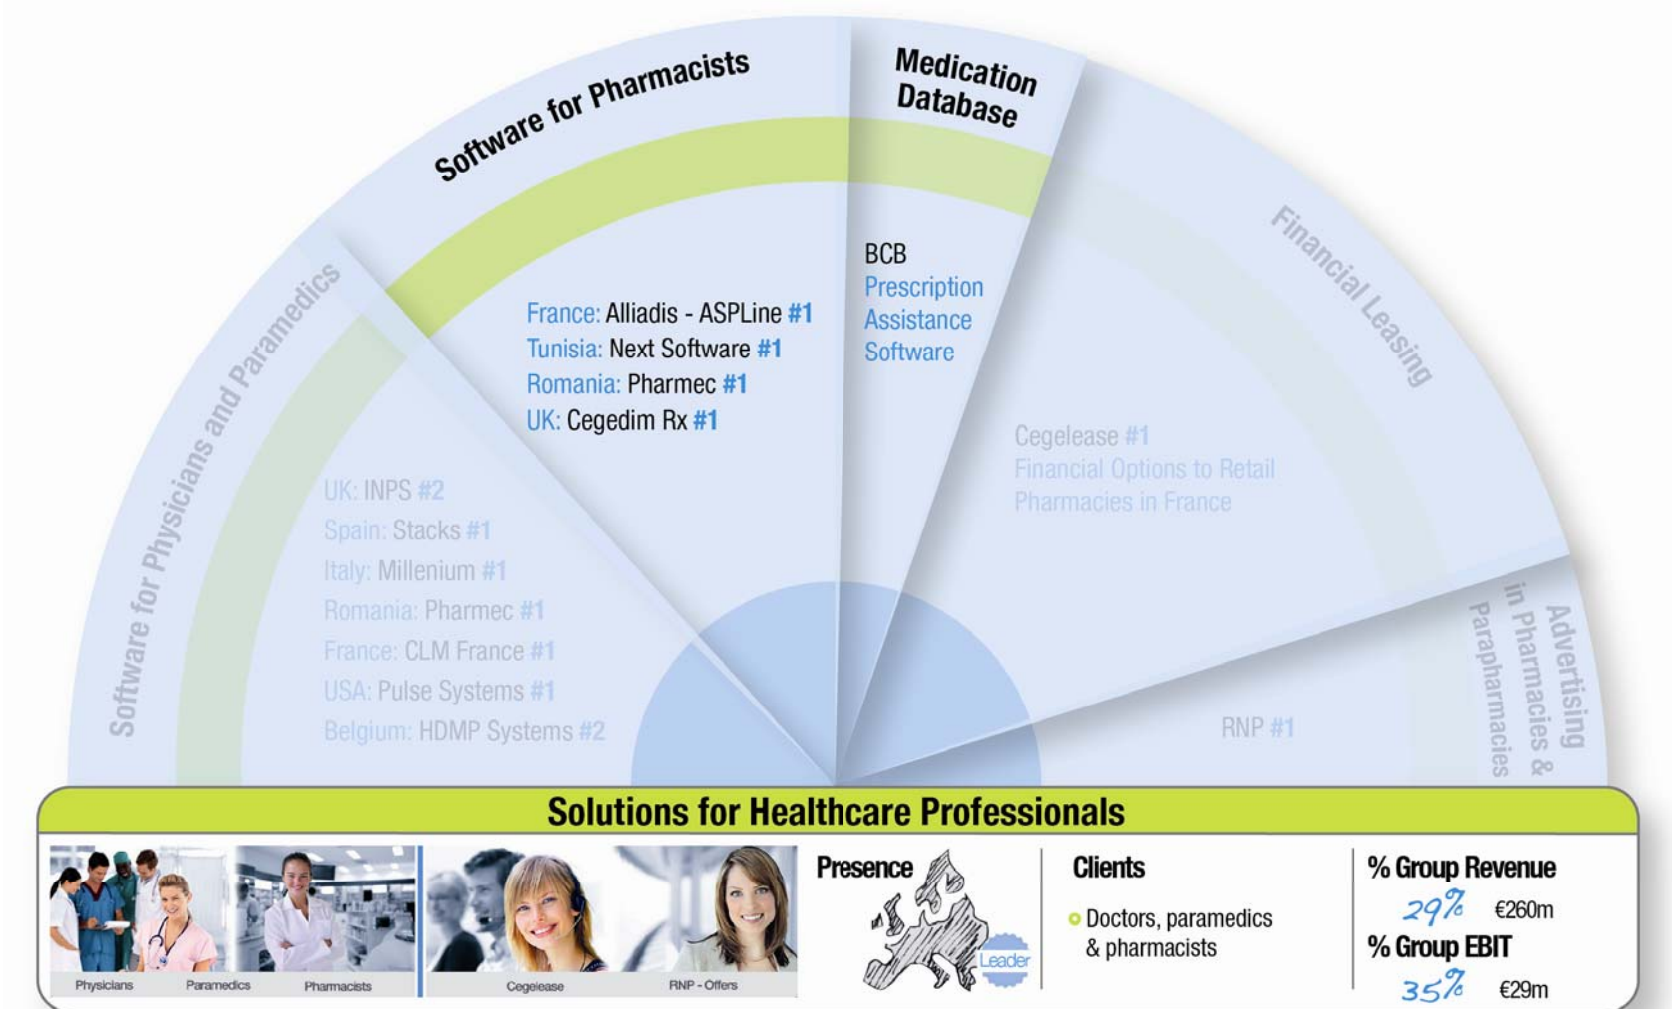 Software for Pharmacists
Medication
Database
Financial Leasing
Software for Physicians and Paramedics
Advertising
in Pharmacies &
Parapharmacies
France: Alliadis - ASPLine #1
Tunisia: Next Software #1
Romania: Pharmec #1
UK: Cegedim Rx #1
BCB
Prescription
Assistance
Software
Cegelease #1
Financial Options to Retail
Pharmacies in France
UK: INPS #2
Spain: Stacks #1
Italy: Millenium #1
Romania: Pharmec #1
France: CLM France #1
USA: Pulse Systems #1
Belgium: HDMP Systems #2
RNP #1
Solutions for Healthcare Professionals
Physicians
Paramedics
Pharmacists
Cegelease
RNP - Offers
Presence
Leader
Clients
Doctors, paramedics
& pharmacists
% Group Revenue
29% €260m
% Group EBIT
35% €29m